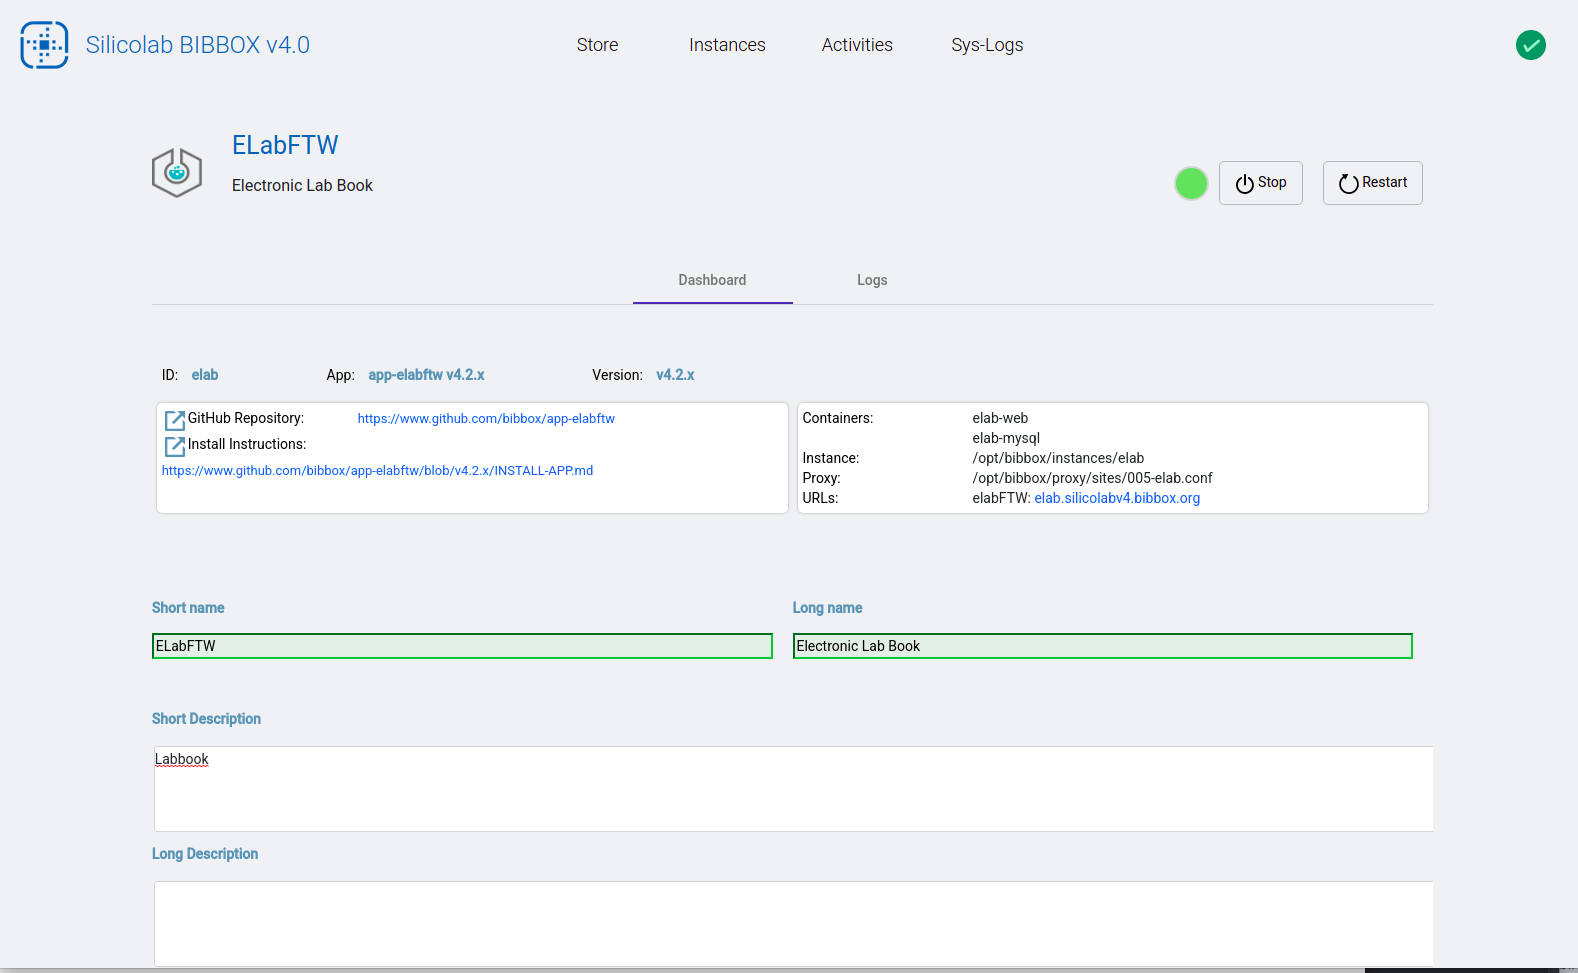 Silicolab BIBBOX v4.0
Store Instances Activities Sys-Logs
ELabFTW
Electronic Lab Book
Stop Restart
Dashboard Logs
ID: elab App: app-elabftw v4.2.x Version: v4.2.x
GitHub Repository: https://www.github.com/bibbox/app-elabftw
Install Instructions:
https://www.github.com/bibbox/app-elabftw/blob/v4.2.x/INSTALL-APP.md
Containers: elab-web
elab-mysql
Instance: /opt/bibbox/instances/elab
Proxy: /opt/bibbox/proxy/sites/005-elab.conf
URLs: elabFTW: elab.silicolabv4.bibbox.org
Short name Long name
ELabFTW Electronic Lab Book
Short Description
Labbook
Long Description